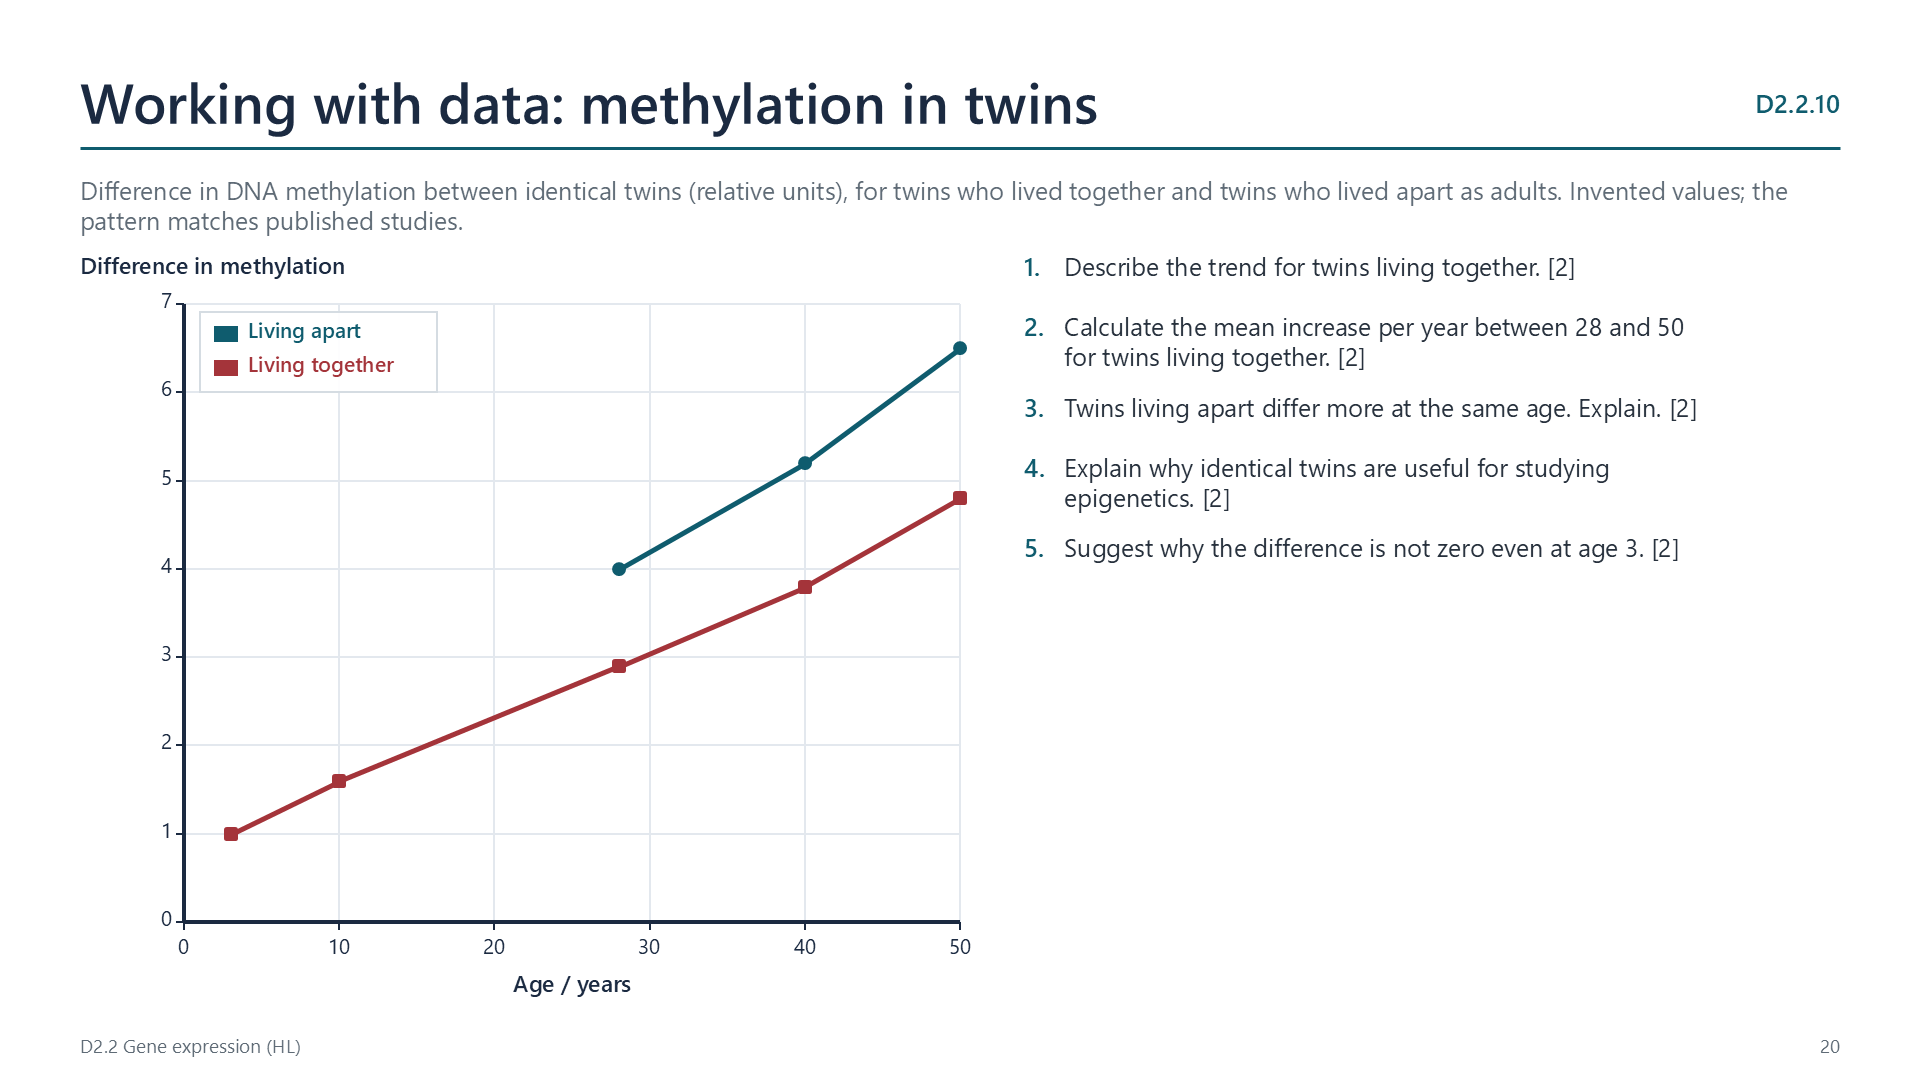 Working with data: methylation in twins
D2.2.10
Difference in DNA methylation between identical twins (relative units), for twins who lived together and twins who lived apart as adults. Invented values; the
pattern matches published studies.
Difference in methylation
7
6
5
4
3
2
1
0
Living apart
Living together
0 10 20 30 40 50
Age / years
1. Describe the trend for twins living together. [2]
2. Calculate the mean increase per year between 28 and 50
for twins living together. [2]
3. Twins living apart differ more at the same age. Explain. [2]
4. Explain why identical twins are useful for studying
epigenetics. [2]
5. Suggest why the difference is not zero even at age 3. [2]
D2.2 Gene expression (HL)
20